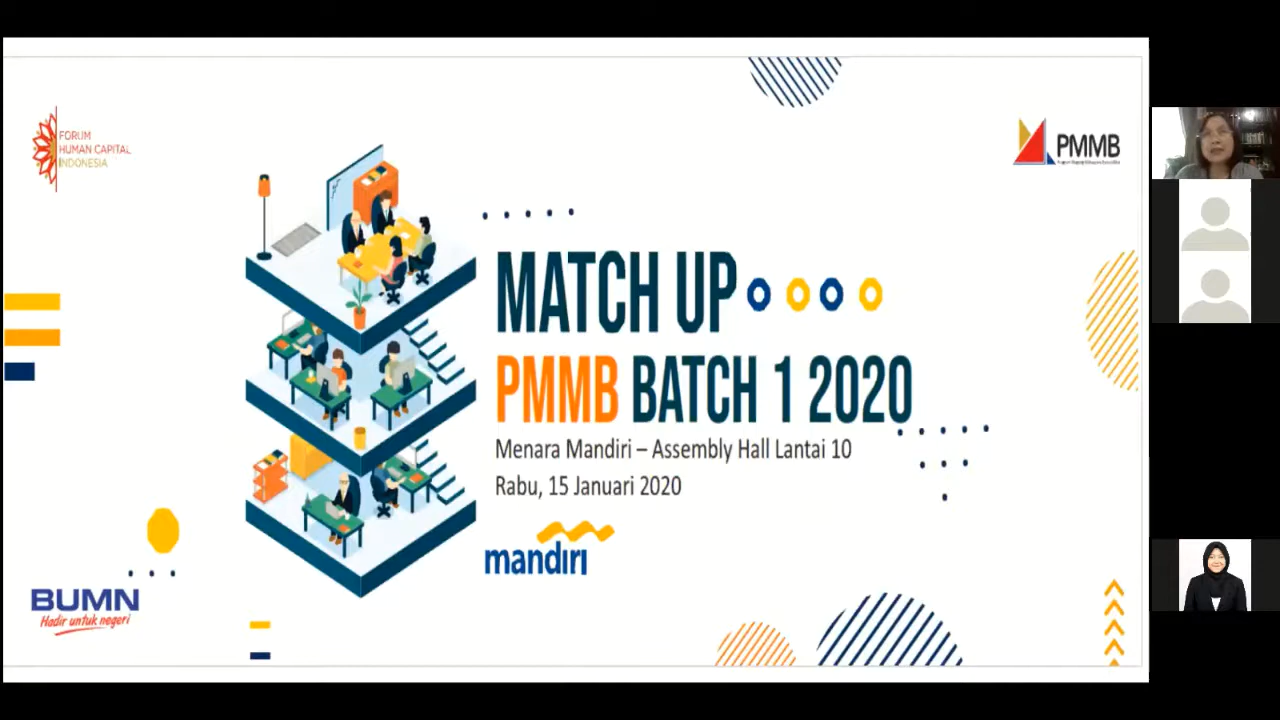 FORUM
HUMAN CAPITAL
INDONESIA
PMMB
MATCH UP
PMMB BATCH 1 2020
Menara Mandiri – Assembly Hall Lantai 10
Rabu, 15 Januari 2020
mandiri
BUMN
Hadir untuk negeri